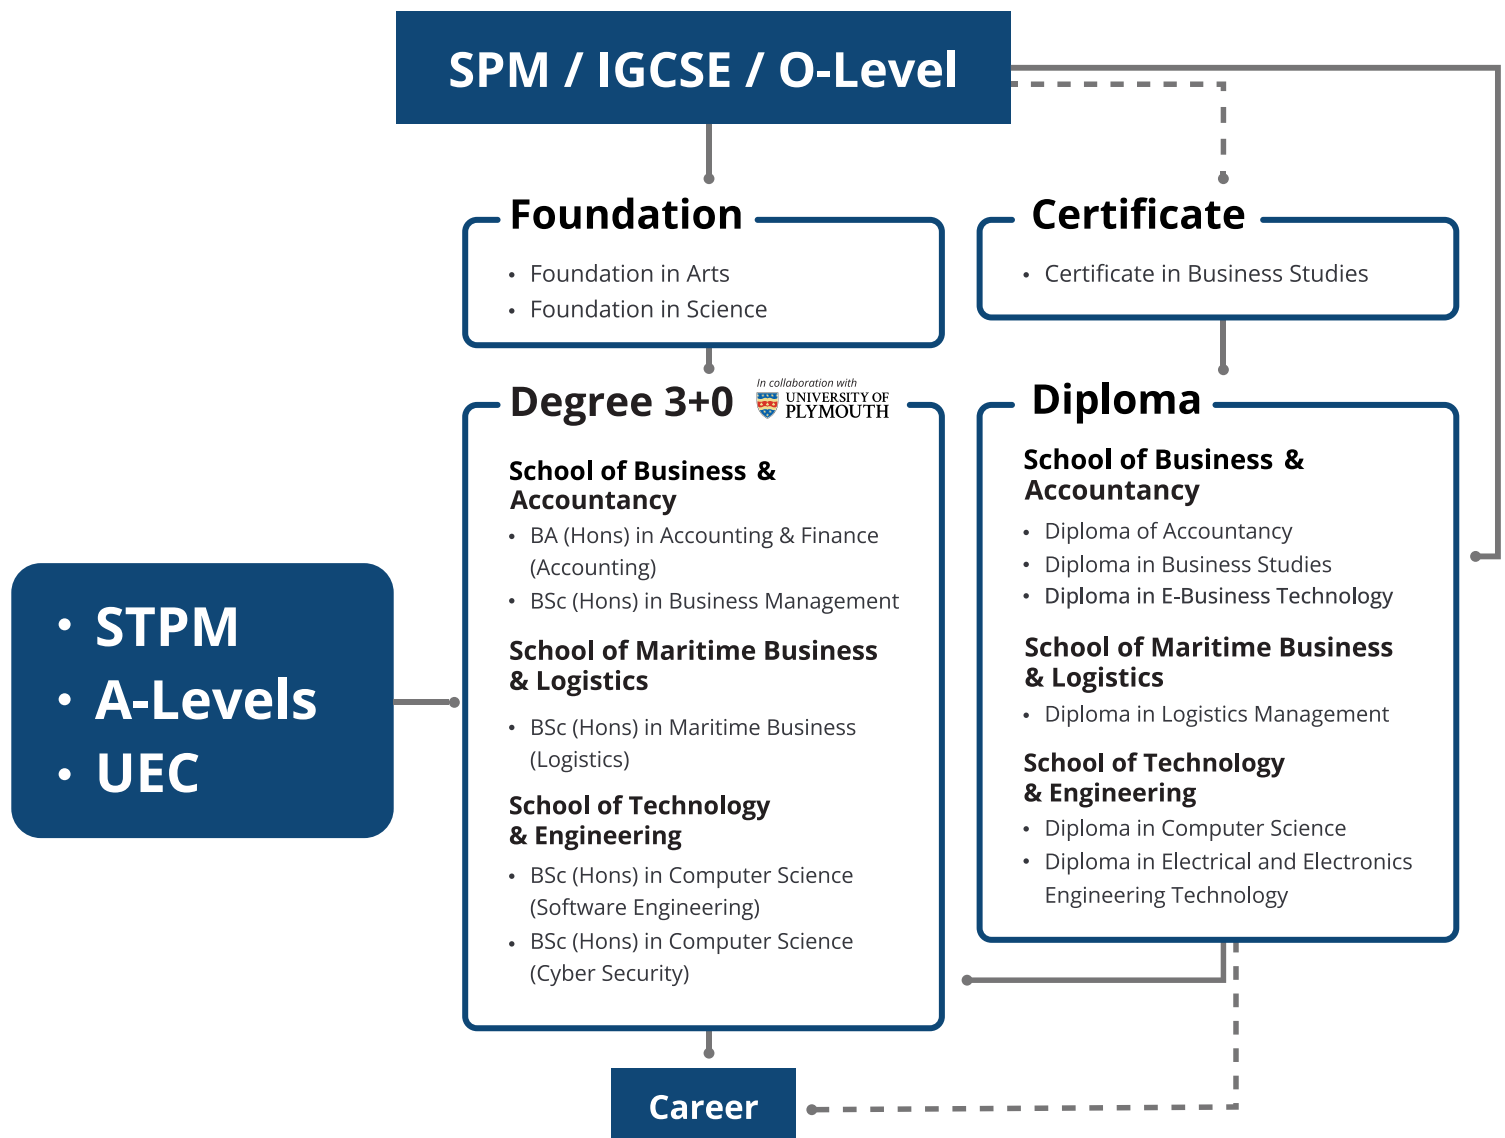 SPM / IGCSE / O-Level
Foundation
• Foundation in Arts
• Foundation in Science
Certificate
• Certificate in Business Studies
Degree 3+0
In collaboration with
UNIVERSITY OF
PLYMOUTH
School of Business &
Accountancy
• BA (Hons) in Accounting & Finance
(Accounting)
• BSc (Hons) in Business Management
School of Maritime Business
& Logistics
• BSc (Hons) in Maritime Business
(Logistics)
School of Technology
& Engineering
• BSc (Hons) in Computer Science
(Software Engineering)
• BSc (Hons) in Computer Science
(Cyber Security)
Diploma
School of Business &
Accountancy
• Diploma of Accountancy
• Diploma in Business Studies
• Diploma in E-Business Technology
School of Maritime Business
& Logistics
• Diploma in Logistics Management
School of Technology
& Engineering
• Diploma in Computer Science
• Diploma in Electrical and Electronics
Engineering Technology
• STPM
• A-Levels
• UEC
Career